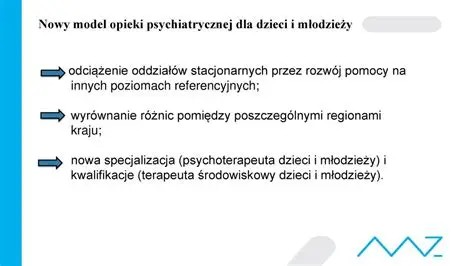 Nowy model opieki psychiatrycznej dla dzieci i młodzieży
odciążenie oddziałów stacjonarnych przez rozwój pomocy na
innych poziomach referencyjnych;
wyrównanie różnic pomiędzy poszczególnymi regionami
kraju;
nowa specjalizacja (psychoterapeuta dzieci i młodzieży) i
kwalifikacje (terapeuta środowiskowy dzieci i młodzieży).